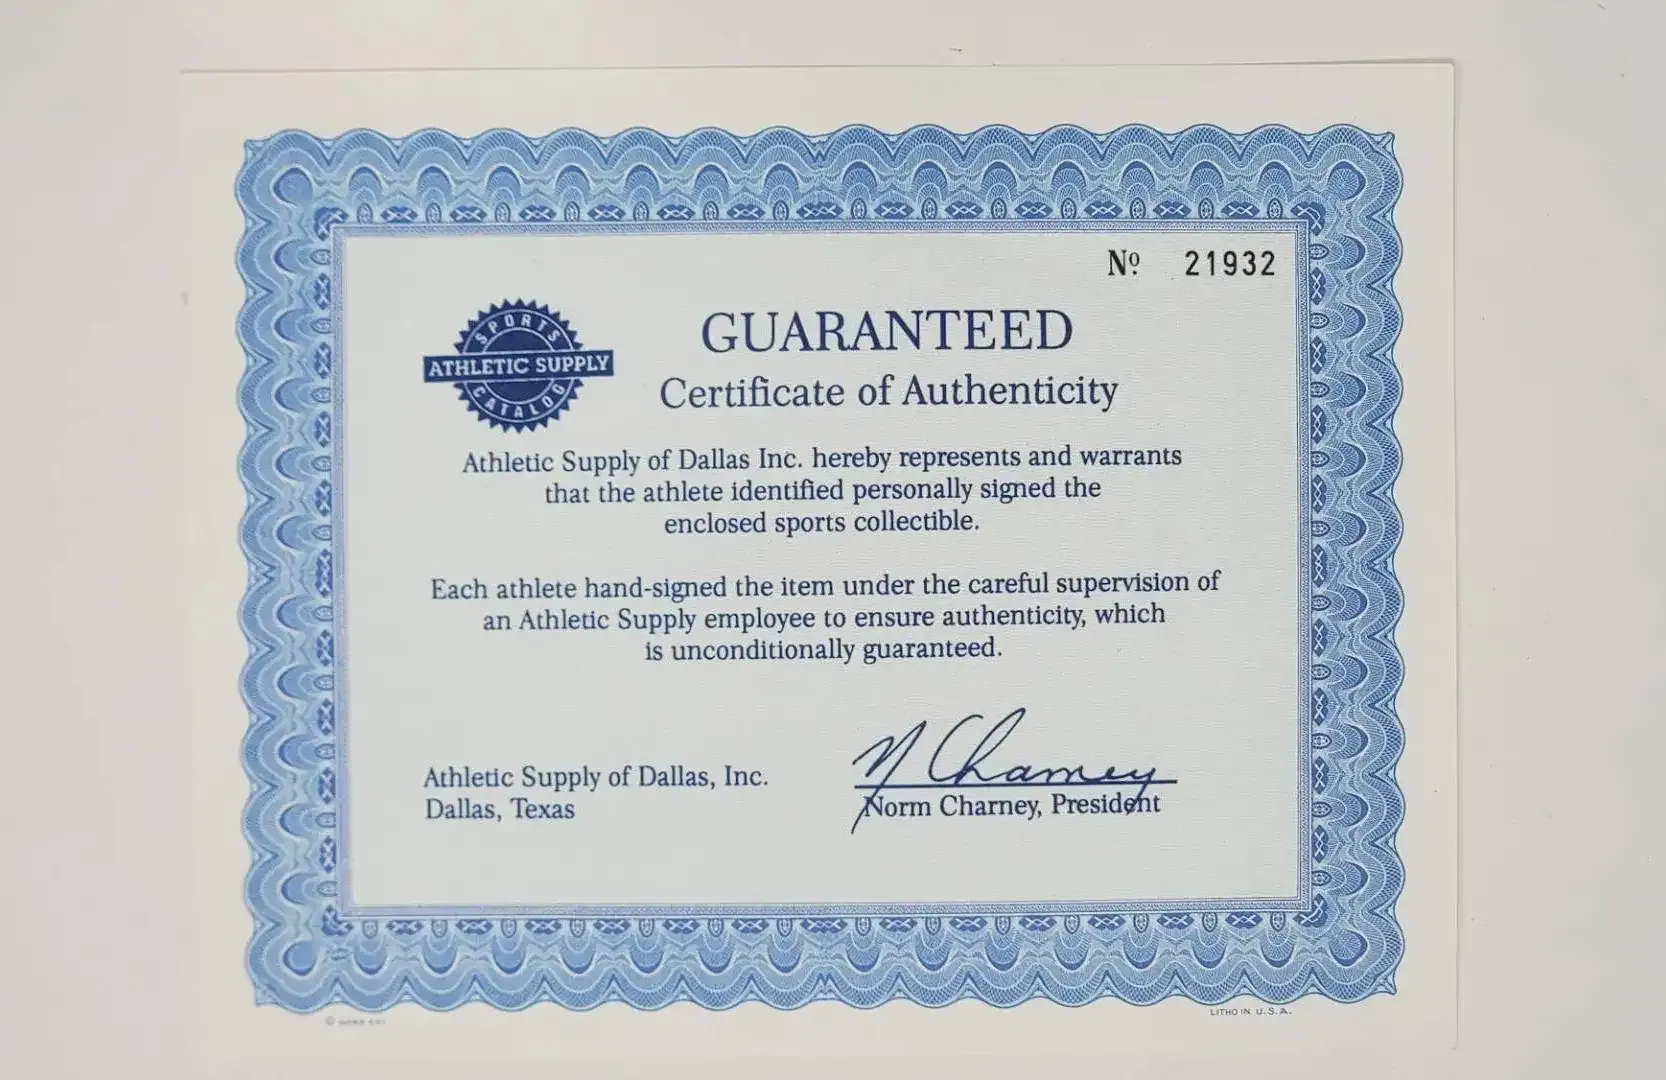 Nº 21932
SPORTS
ATHLETIC SUPPLY
CATALOG
GUARANTEED
Certificate of Authenticity
Athletic Supply of Dallas Inc. hereby represents and warrants
that the athlete identified personally signed the
enclosed sports collectible.
Each athlete hand-signed the item under the careful supervision of
an Athletic Supply employee to ensure authenticity, which
is unconditionally guaranteed.
N Charney
Athletic Supply of Dallas, Inc.
Norm Charney, President
Dallas, Texas
LITHO IN U.S.A.